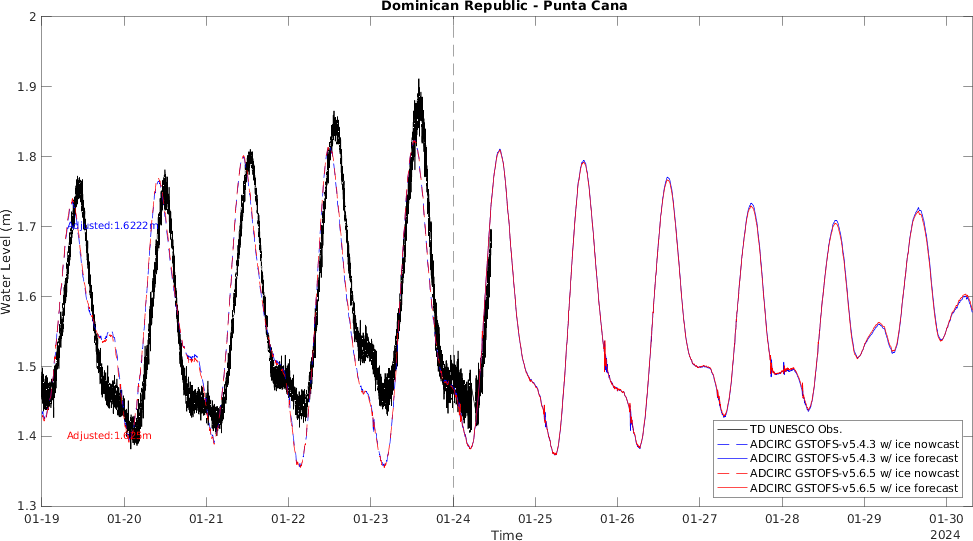 Dominican Republic - Punta Cana
2
1.9
1.8
1.7
1.6
1.5
1.4
1.3
Water Level (m)
Adjusted:1.6222m
Adjusted:1.625m
TD UNESCO Obs.
ADCIRC GSTOFS-v5.4.3 w/ ice nowcast
ADCIRC GSTOFS-v5.4.3 w/ ice forecast
ADCIRC GSTOFS-v5.6.5 w/ ice nowcast
ADCIRC GSTOFS-v5.6.5 w/ ice forecast
01-19 01-20 01-21 01-22 01-23 01-24 01-25 01-26 01-27 01-28 01-29 01-30
Time
2024